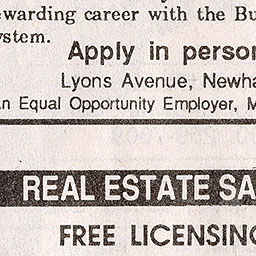 ewarding career with the Bu
ystem.
Apply in perso
Lyons Avenue, Newha
n Equal Opportunity Employer, M
REAL ESTATE SA
FREE LICENSING